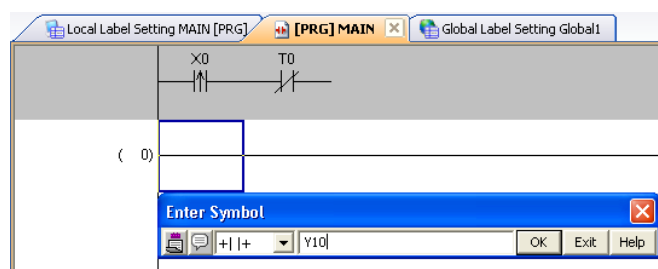 Local Label Setting MAIN [PRG] [PRG] MAIN Global Label Setting Global1
X0 T0
( 0)
Enter Symbol
Y10 OK Exit Help